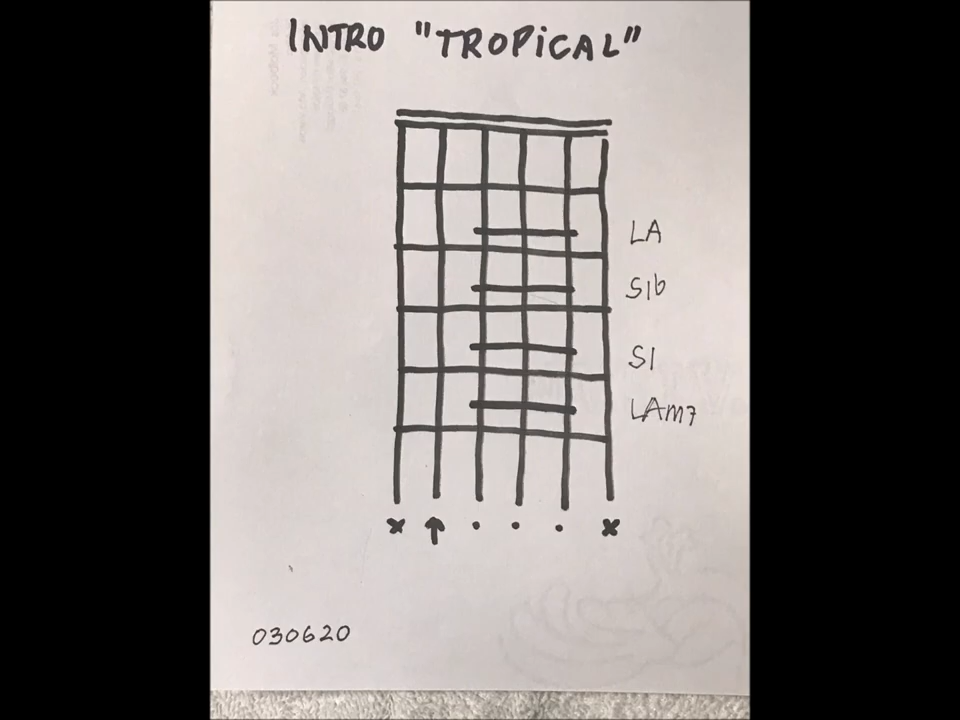 INTRO "TROPiCAL"
LA
SIb
SI
LAm7
x ↑ . . . x
030620